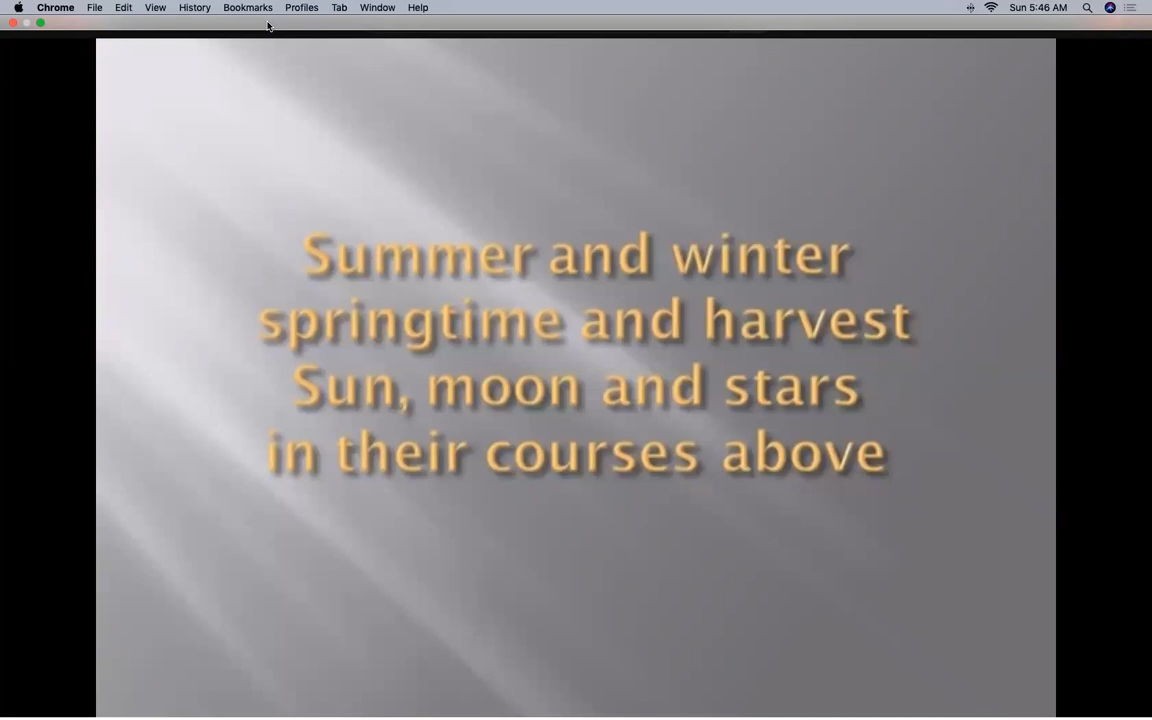 Chrome File Edit View History Bookmarks Profiles Tab Window Help Sun 5:46 AM
Summer and winter
springtime and harvest
Sun, moon and stars
in their courses above